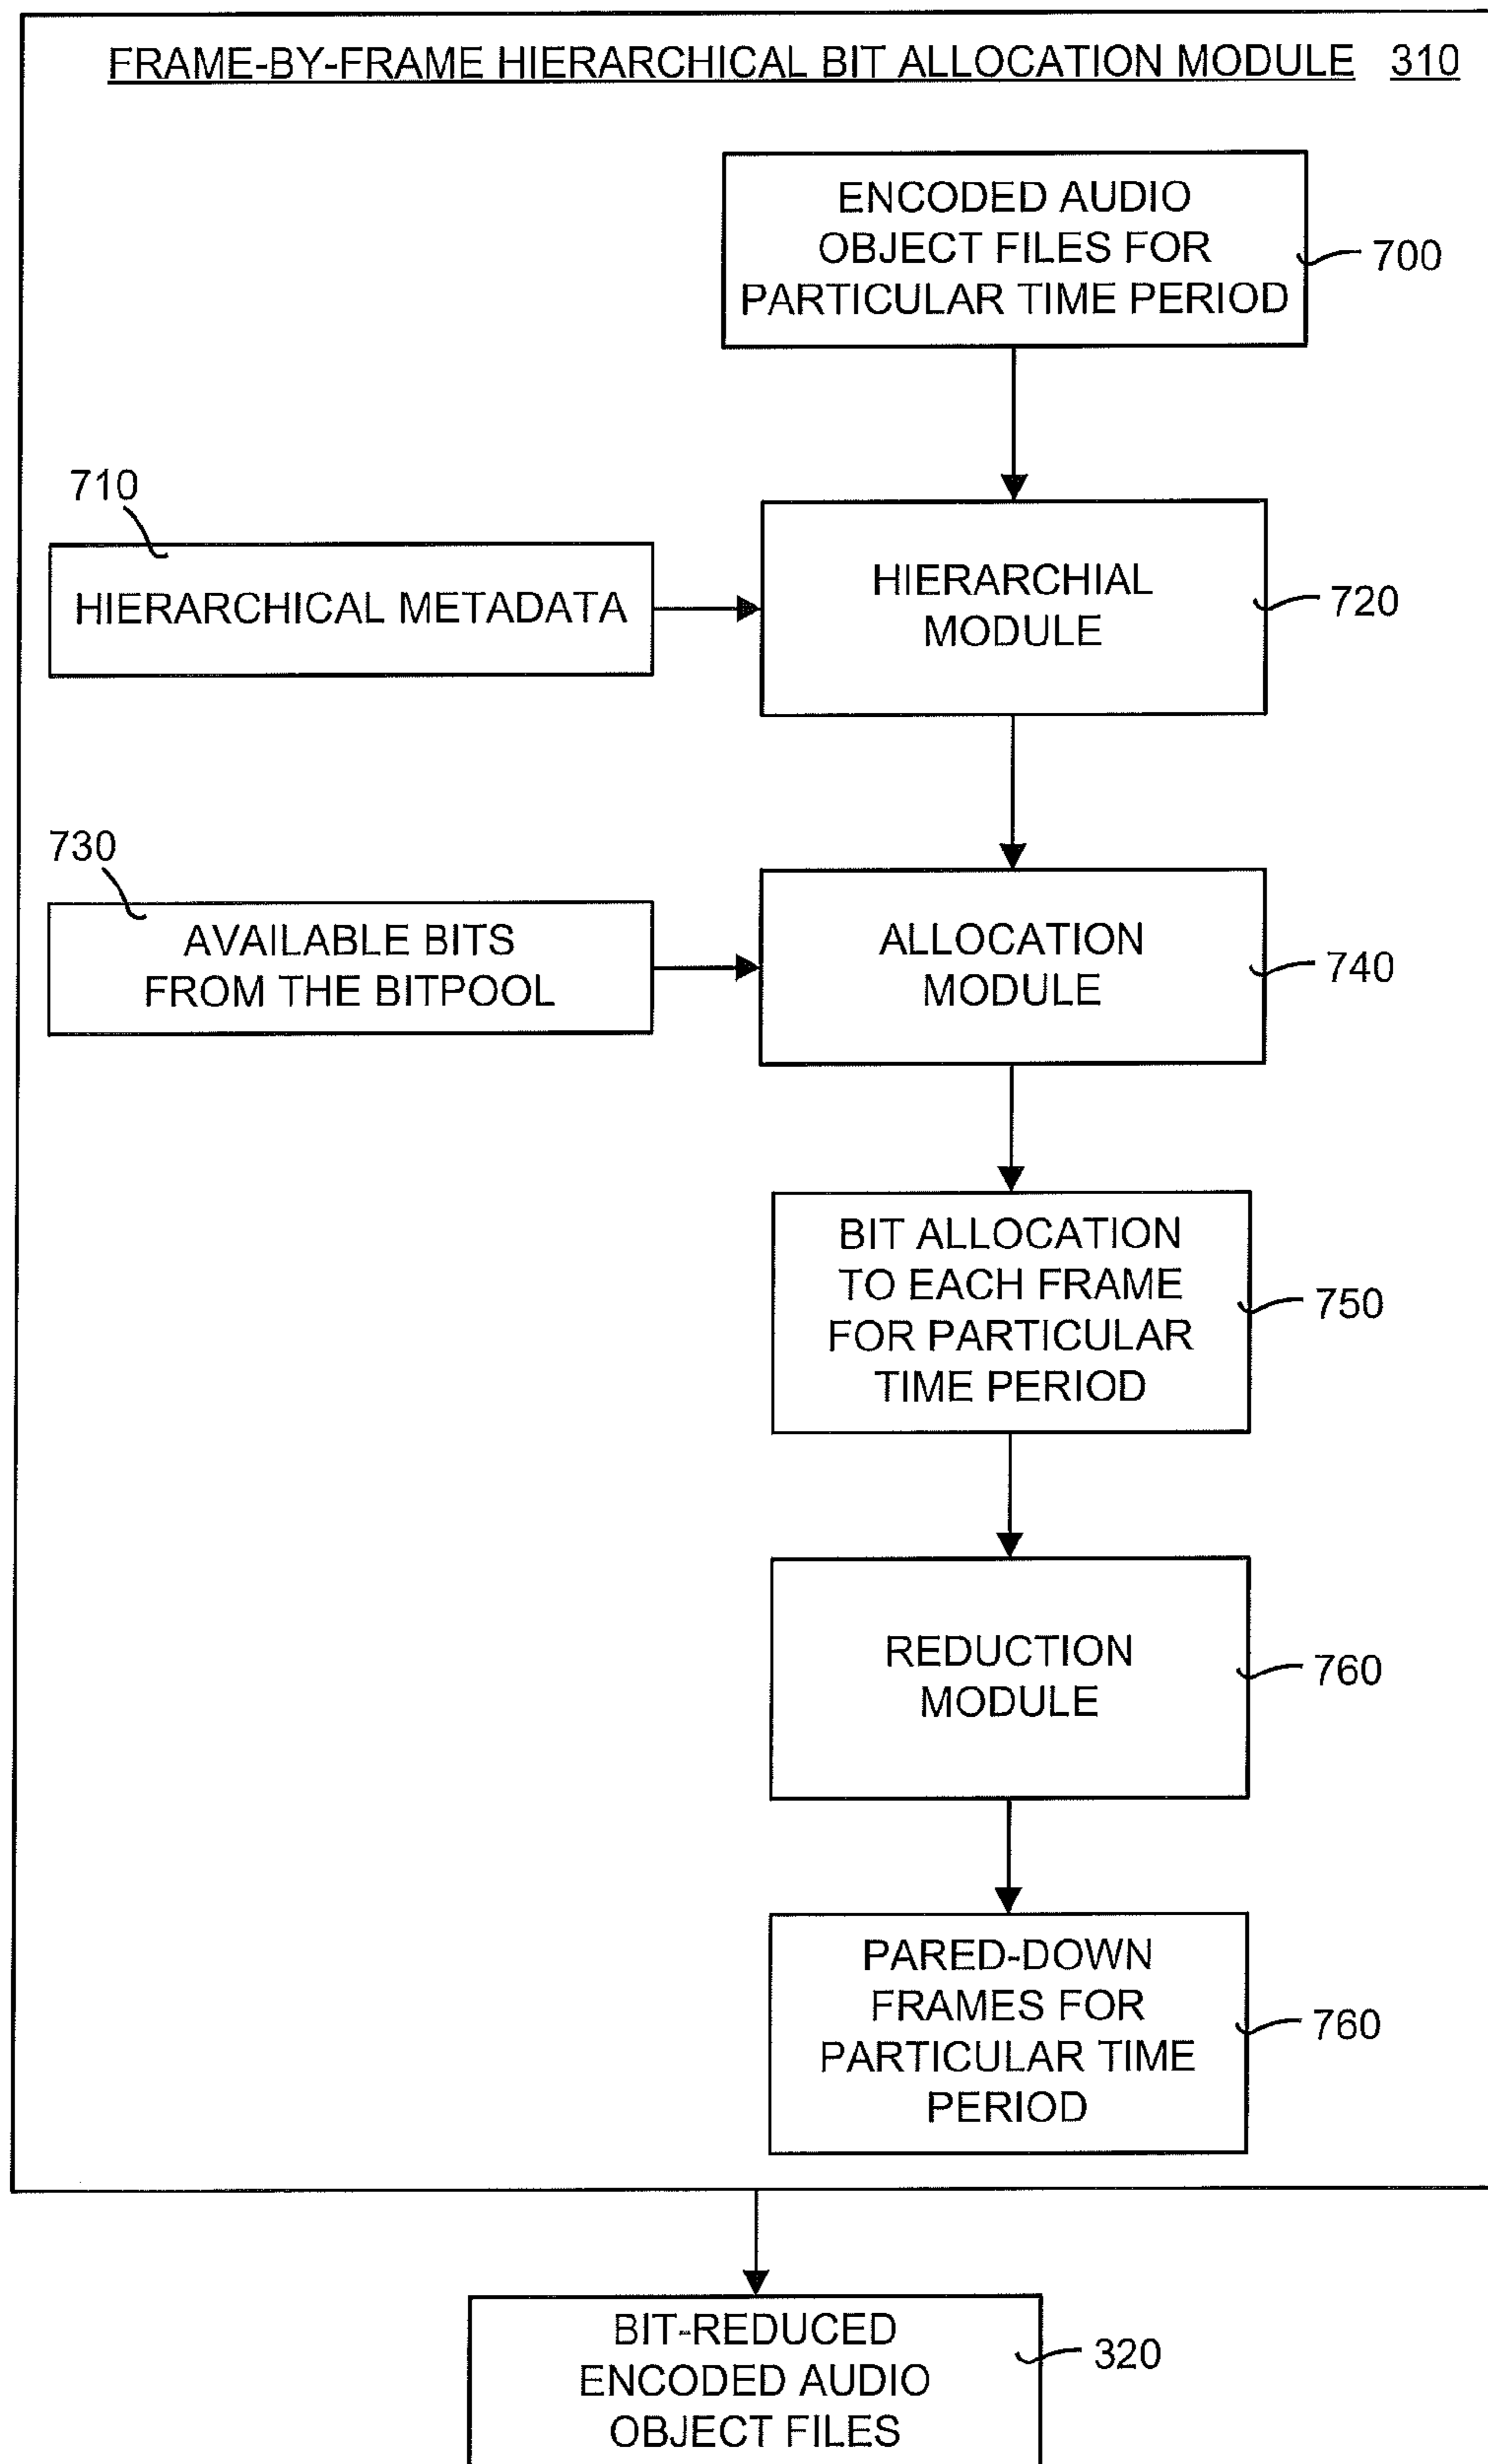 FRAME-BY-FRAME HIERARCHICAL BIT ALLOCATION MODULE 310
ENCODED AUDIO
OBJECT FILES FOR
PARTICULAR TIME PERIOD
700
710
HIERARCHICAL METADATA
HIERARCHIAL
MODULE
720
730
AVAILABLE BITS
FROM THE BITPOOL
ALLOCATION
MODULE
740
BIT ALLOCATION
TO EACH FRAME
FOR PARTICULAR
TIME PERIOD
750
REDUCTION
MODULE
760
PARED-DOWN
FRAMES FOR
PARTICULAR TIME
PERIOD
760
BIT-REDUCED
ENCODED AUDIO
OBJECT FILES
320